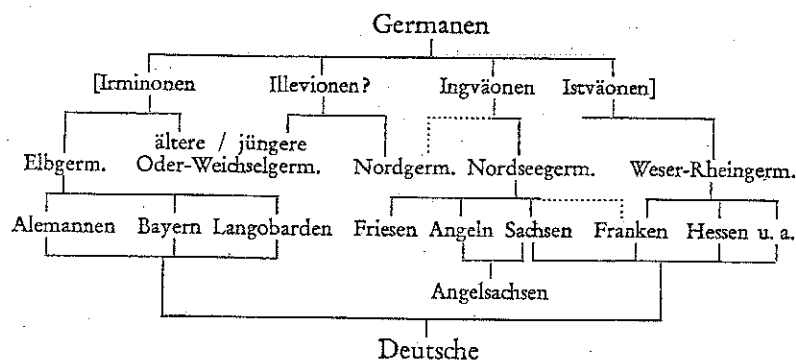 Germanen
[Irminonen Illevionen? Ingväonen Istväonen]
ältere / jüngere
Elbgerm. Oder-Weichselgerm. Nordgerm. Nordseegerm. Weser-Rheingerm.
Alemannen Bayern Langobarden Friesen Angeln Sachsen Franken Hessen u. a.
Angelsachsen
Deutsche